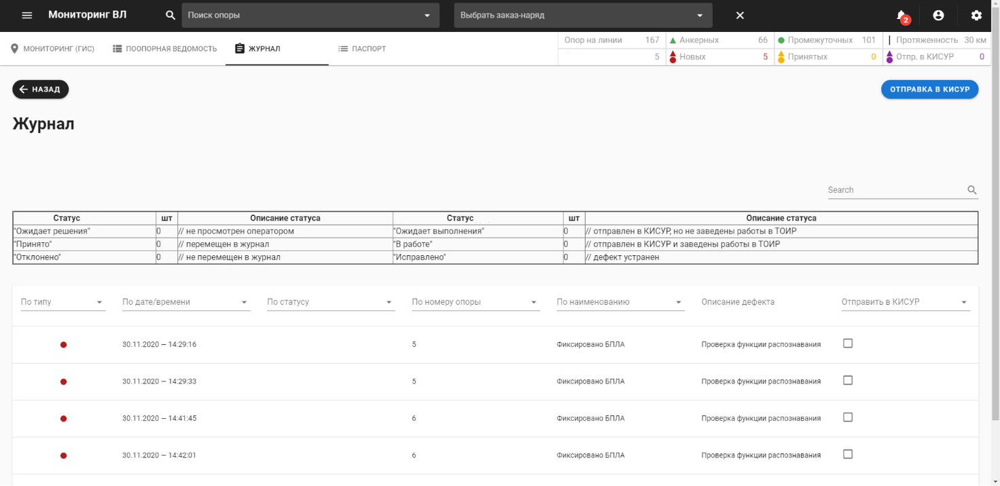 Мониторинг ВЛ Поиск опоры Выбрать заказ-наряд 2
МОНИТОРИНГ (ГИС) ПООПОРНАЯ ВЕДОМОСТЬ ЖУРНАЛ ПАСПОРТ
Опор на линии 167 Анкерных 66 Промежуточных 101 Протяженность 30 км
5 Новых 5 Принятых 0 Отпр. в КИСУР 0
НАЗАД ОТПРАВКА В КИСУР
Журнал
Search
Статус шт Описание статуса Статус шт Описание статуса
"Ожидает решения" 0 // не просмотрен оператором "Ожидает выполнения" 0 // отправлен в КИСУР, но не заведены работы в ТОИР
"Принято" 0 // перемещен в журнал "В работе" 0 // отправлен в КИСУР и заведены работы в ТОИР
"Отклонено" 0 // не перемещен в журнал "Исправлено" 0 // дефект устранен
По типу По дате/времени По статусу По номеру опоры По наименованию Описание дефекта Отправить в КИСУР
30.11.2020 — 14:29:16 5 Фиксировано БПЛА Проверка функции распознавания
30.11.2020 — 14:29:33 5 Фиксировано БПЛА Проверка функции распознавания
30.11.2020 — 14:41:45 6 Фиксировано БПЛА Проверка функции распознавания
30.11.2020 — 14:42:01 6 Фиксировано БПЛА Проверка функции распознавания